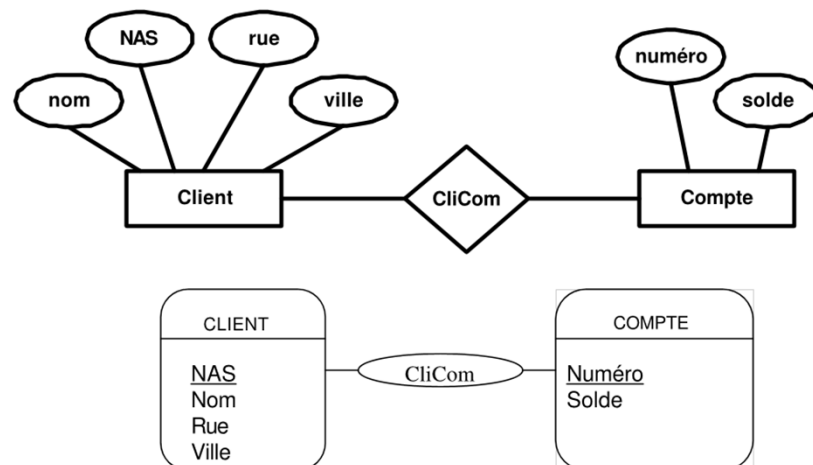 NAS
rue
numéro
nom
ville
solde
Client
CliCom
Compte
CLIENT
COMPTE
NAS
Nom
Rue
Ville
CliCom
Numéro
Solde